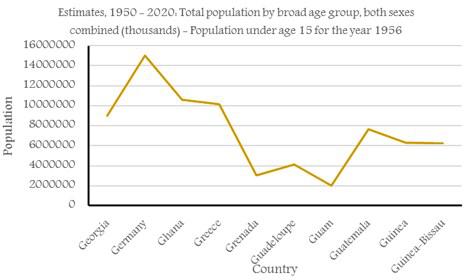 Estimates, 1950 - 2020: Total population by broad age group, both sexes
combined (thousands) - Population under age 15 for the year 1956
Population
16000000
14000000
12000000
10000000
8000000
6000000
4000000
2000000
0
Georgia
Germany
Ghana
Greece
Grenada
Guadeloupe
Guam
Guatemala
Guinea
Guinea-Bissau
Country